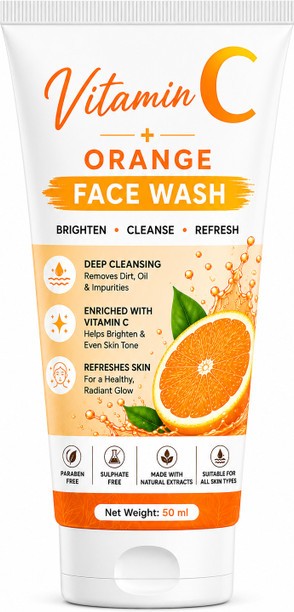 Vitamin C
+
ORANGE
FACE WASH
BRIGHTEN • CLEANSE • REFRESH
DEEP CLEANSING
Removes Dirt, Oil
& Impurities
ENRICHED WITH
VITAMIN C
Helps Brighten &
Even Skin Tone
REFRESHES SKIN
For a Healthy,
Radiant Glow
PARABEN
FREE
SULPHATE
FREE
MADE WITH
NATURAL EXTRACTS
SUITABLE FOR
ALL SKIN TYPES
Net Weight: 50 ml